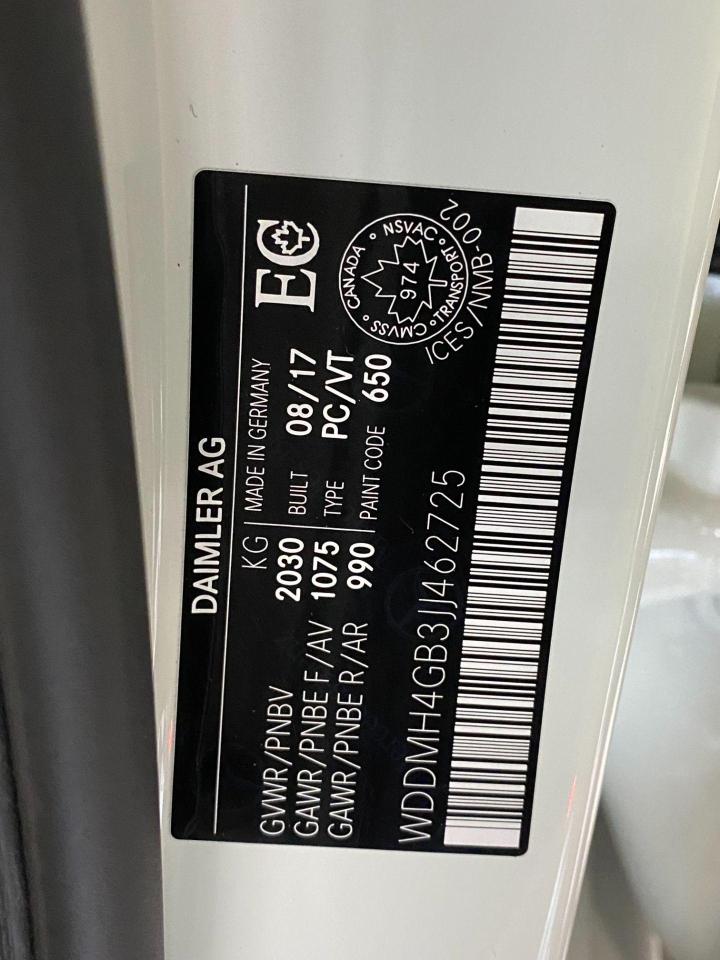 DAIMLER AG
KG MADE IN GERMANY
GVWR/PNBV 2030 BUILT 08/17
GAWR/PNBE F/AV 1075 TYPE PC/VT
GAWR/PNBE R/AR 990 PAINT CODE 650
EC
CANADA • NSVAC • TRANSPORT • CMVSS
974
ICES/NMB-002
WDDMH4GB3JJ462725